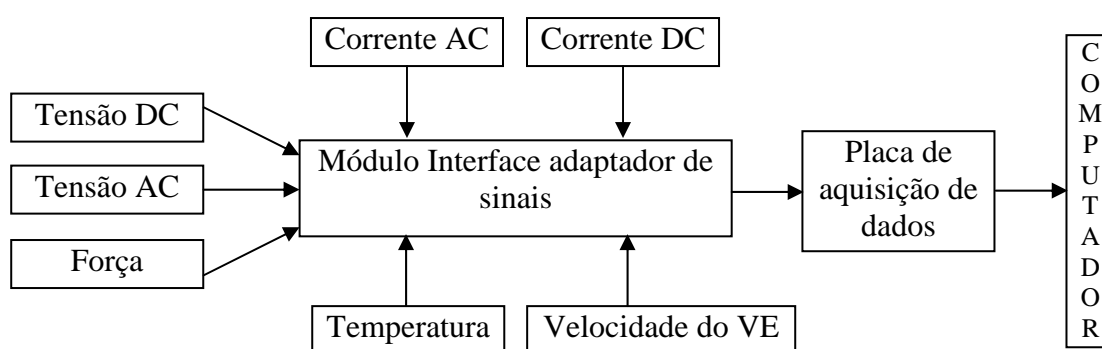 Corrente AC
Corrente DC
Tensão DC
Tensão AC
Força
Módulo Interface adaptador de
sinais
Temperatura
Velocidade do VE
Placa de
aquisição de
dados
C
O
M
P
U
T
A
D
O
R